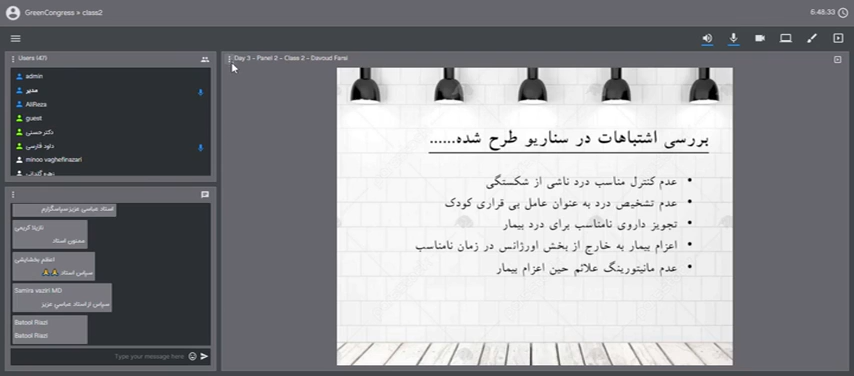 GreenCongress > class2
6:48:33
Users (47)
admin
مدیر
AliReza
guest
دکتر حسنی
داود فارسی
minoo vaghefinazari
زهره گلدانی
استاد عباسی عزیز سپاسگزارم
نازیلا کریمی
ممنون استاد
اعظم بخشایشی
سپاس استاد 🙏🙏
Samira vaziri MD
سپاس از استاد عباسی عزیز
Batool Riazi
Batool Riazi
Type your message here
Day 3 - Panel 2 - Class 2 - Davoud Farsi
بررسی اشتباهات در سناریو طرح شده......
• عدم کنترل مناسب درد ناشی از شکستگی
• عدم تشخیص درد به عنوان عامل بی قراری کودک
• تجویز داروی نامناسب برای درد بیمار
• اعزام بیمار به خارج از بخش اورژانس در زمان نامناسب
• عدم مانیتورینگ علائم حین اعزام بیمار